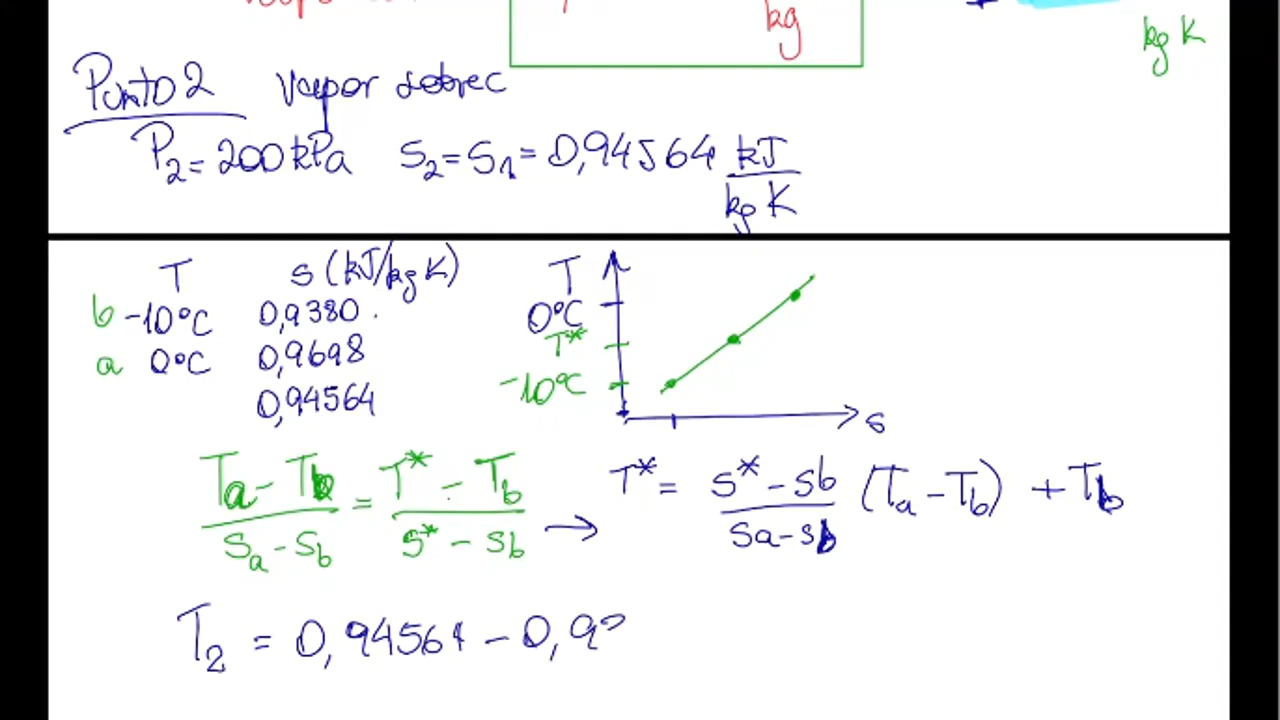 kg
kg K
Punto 2 Vapor sobrec
P2 = 200 kPa S2 = S1 = 0,94564 kJ
kg K
T s (kJ/kg K)
b -10°C 0,9380
a 0°C 0,9698
0,94564
T
0°C
T*
-10°C
s
Ta - Tb = T* - Tb
Sa - Sb S* - Sb
→ T* = S* - Sb (Ta - Tb) + Tb
Sa - Sb
T2 = 0,94564 - 0,9